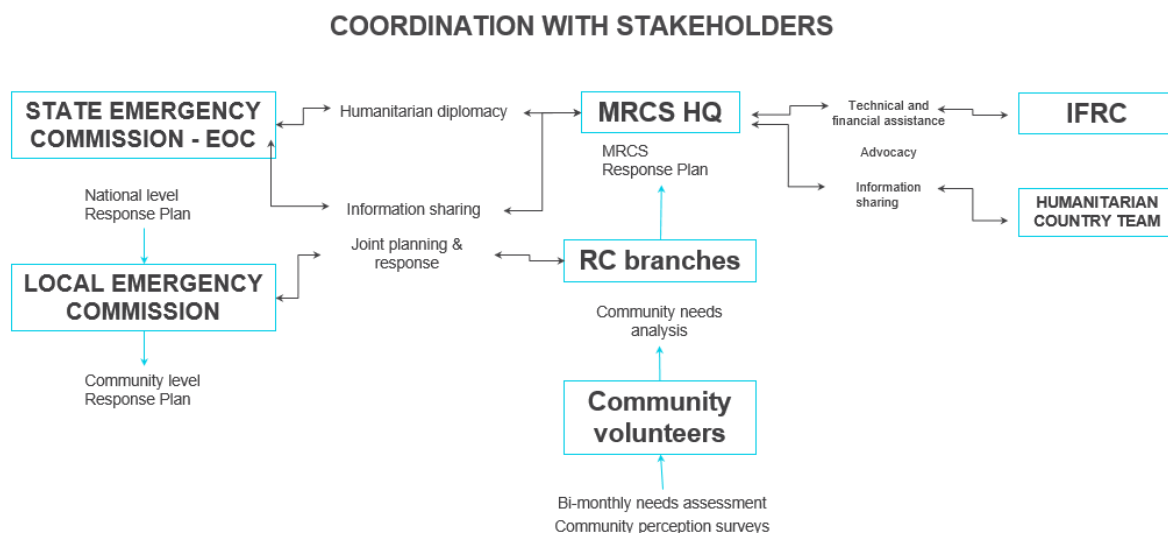 COORDINATION WITH STAKEHOLDERS
STATE EMERGENCY
COMMISSION - EOC
Humanitarian diplomacy
MRCS HQ
Technical and
financial assistance
IFRC
MRCS
Response Plan
Advocacy
National level
Response Plan
Information sharing
Information
sharing
HUMANITARIAN
COUNTRY TEAM
Joint planning &
response
RC branches
LOCAL EMERGENCY
COMMISSION
Community needs
analysis
Community level
Response Plan
Community
volunteers
Bi-monthly needs assessment
Community perception surveys